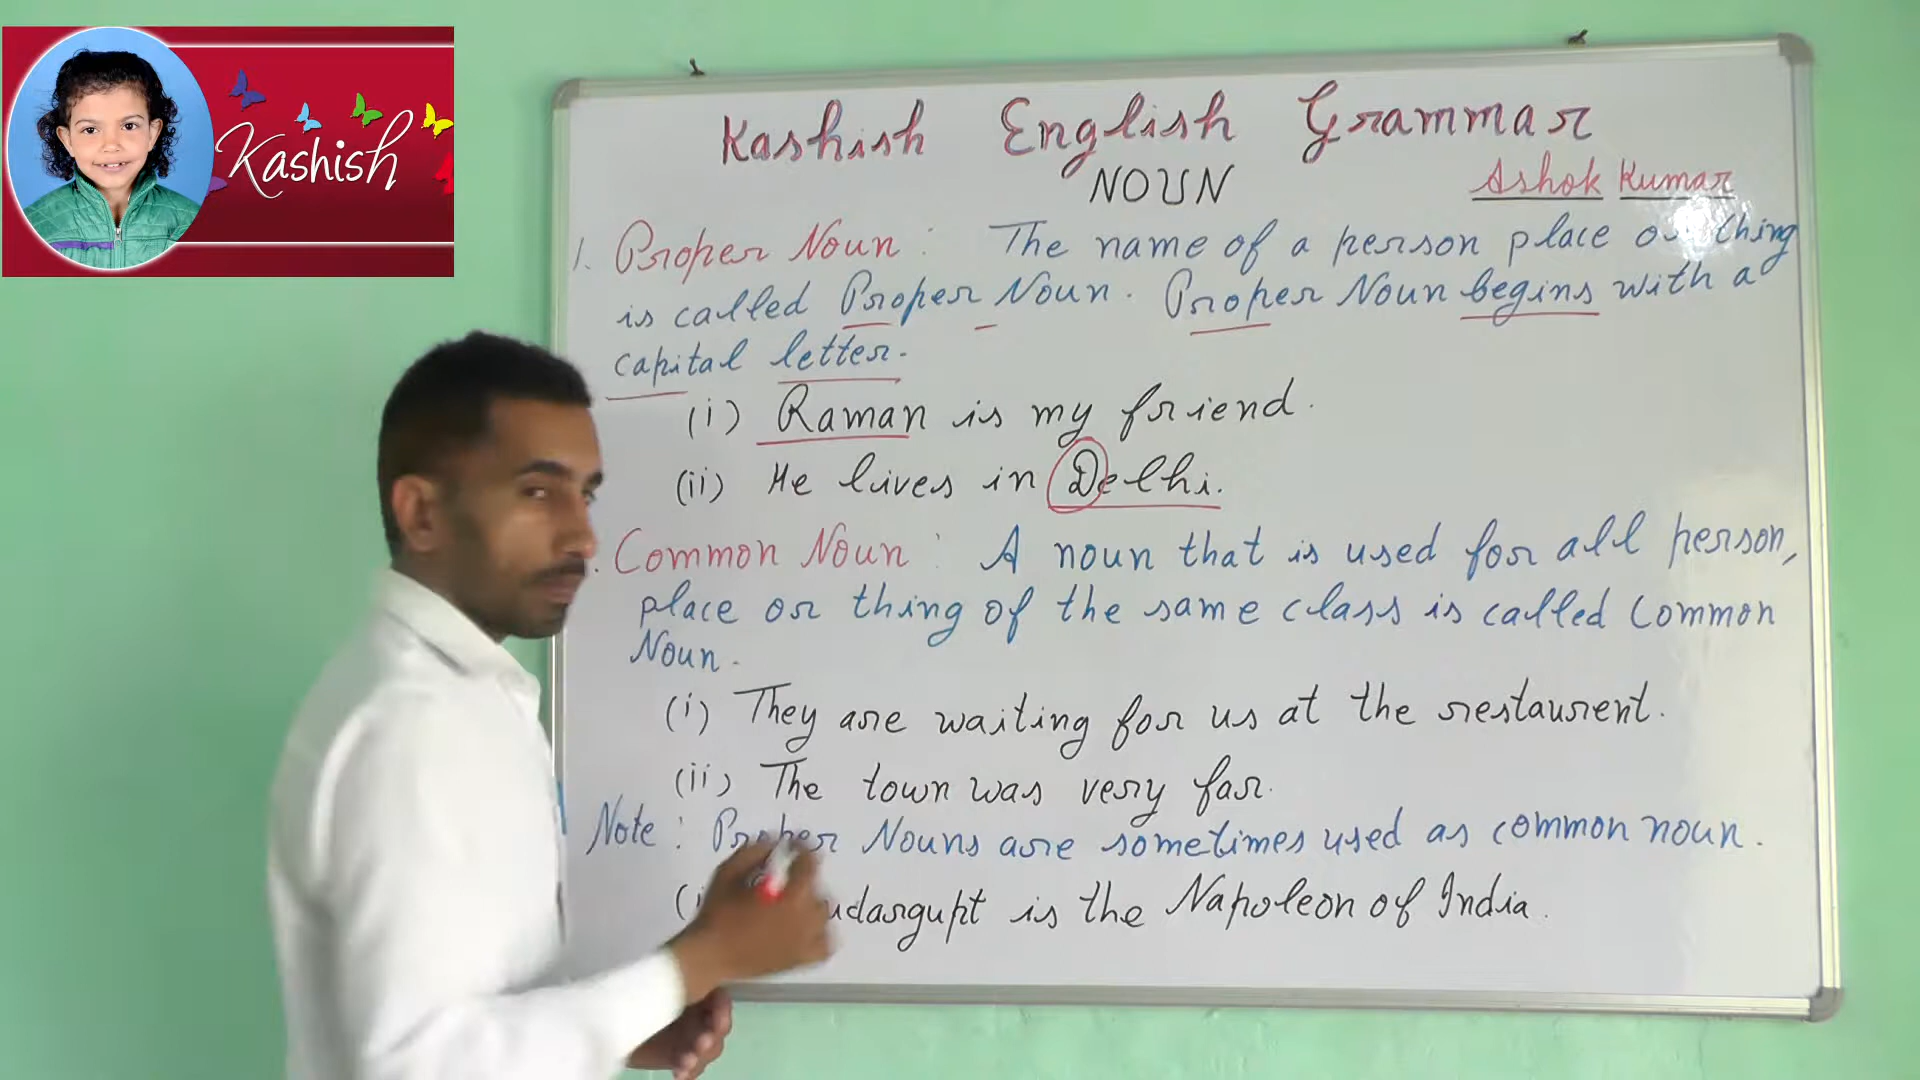 Kashish
Kashish English Grammar
NOUN
Ashok Kumar
1. Proper Noun : The name of a person place or thing
is called Proper Noun. Proper Noun begins with a
capital letter.
(i) Raman is my friend.
(ii) He lives in Delhi.
Common Noun : A noun that is used for all person,
place or thing of the same class is called Common
Noun.
(i) They are waiting for us at the restaurent.
(ii) The town was very far.
Note : Proper Nouns are sometimes used as common noun.
is the Napoleon of India.